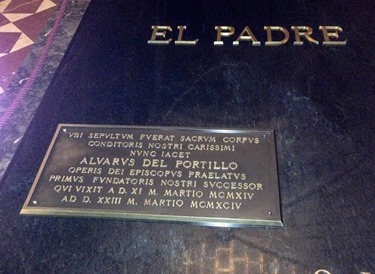 EL PADRE
VBI SEPVLTVM FVERAT SACRVM CORPVS
CONDITORIS NOSTRI CARISSIMI
NVNC IACET
ALVARVS DEL PORTILLO
OPERIS DEI EPISCOPVS PRAELATVS
PRIMVS FVNDATORIS NOSTRI SVCCESSOR
QVI VIXIT A D. XI M. MARTIO MCMXIV
AD D. XXIII M. MARTIO MCMXCIV